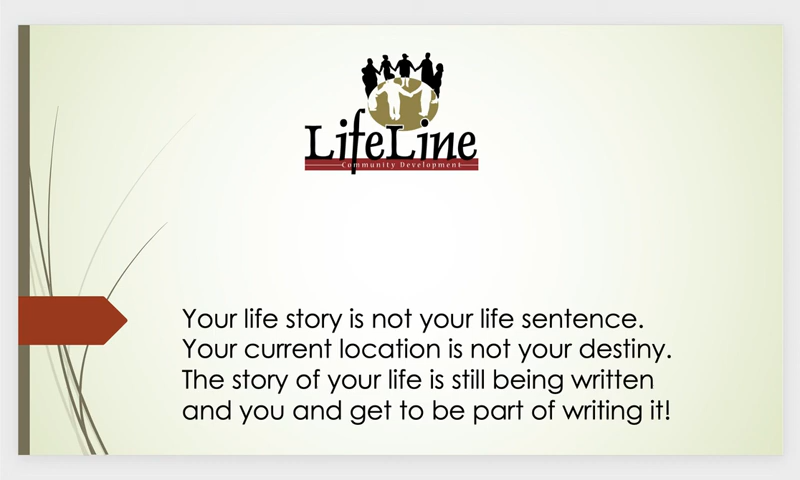 LifeLine
Community Development
Your life story is not your life sentence.
Your current location is not your destiny.
The story of your life is still being written
and you and get to be part of writing it!